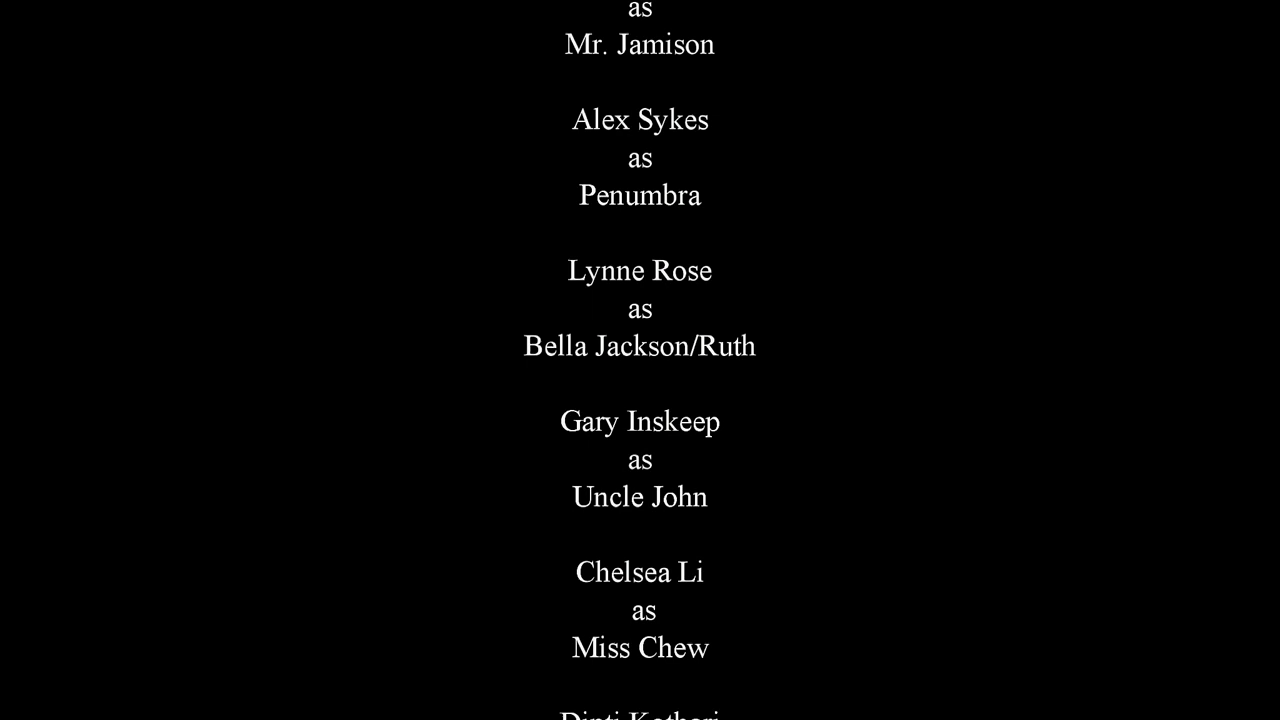 as
Mr. Jamison
Alex Sykes
as
Penumbra
Lynne Rose
as
Bella Jackson/Ruth
Gary Inskeep
as
Uncle John
Chelsea Li
as
Miss Chew